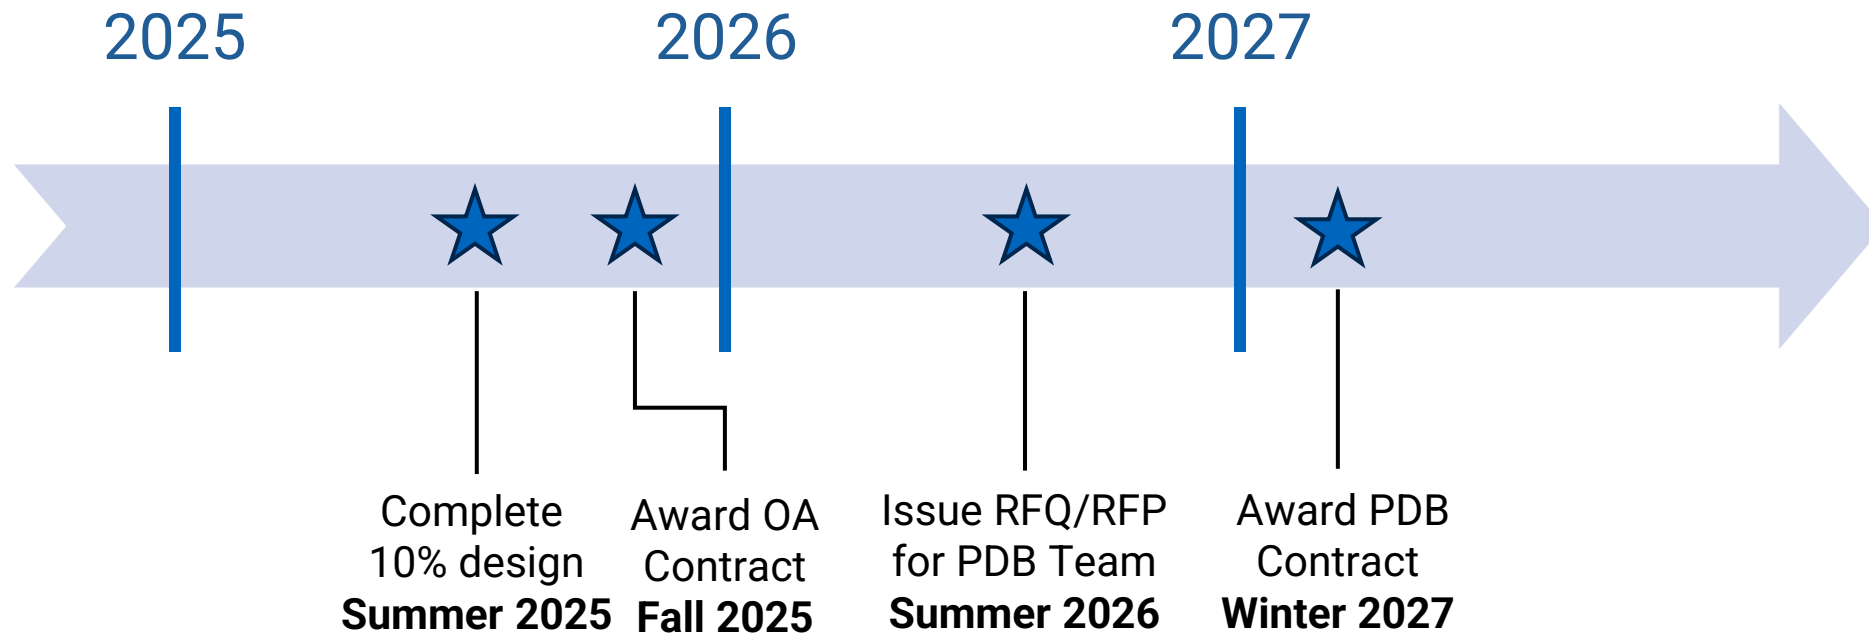 2025
2026
2027
Complete
10% design
Summer 2025
Award OA
Contract
Fall 2025
Issue RFQ/RFP
for PDB Team
Summer 2026
Award PDB
Contract
Winter 2027